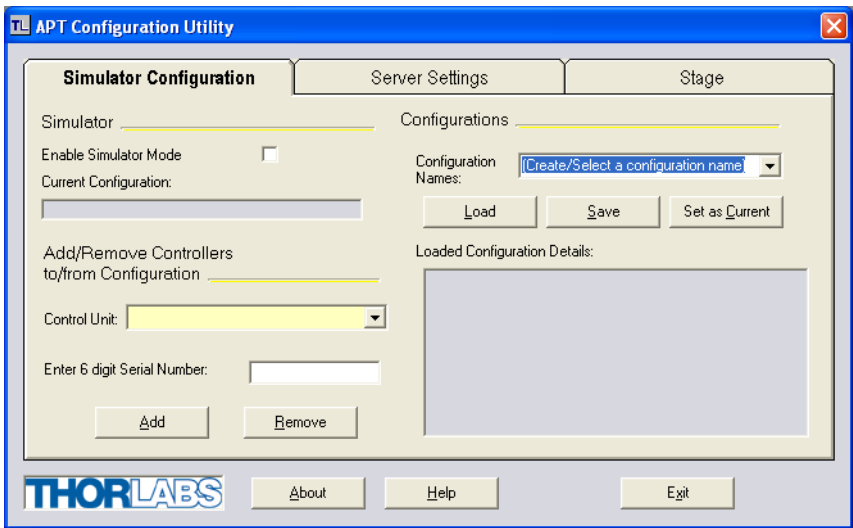 TL APT Configuration Utility
Simulator Configuration
Server Settings
Stage
Simulator
Enable Simulator Mode
Current Configuration:
Add/Remove Controllers
to/from Configuration
Control Unit:
Enter 6 digit Serial Number:
Add
Remove
Configurations
Configuration
Names:
(Create/Select a configuration name)
Load
Save
Set as Current
Loaded Configuration Details:
THORLABS
About
Help
Exit